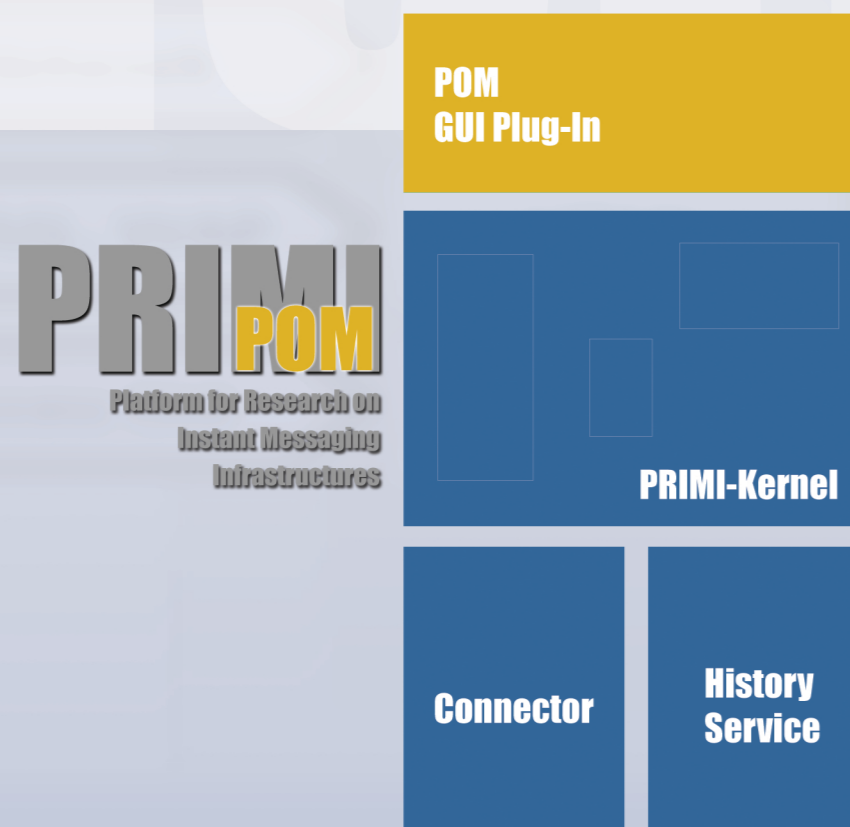 POM
GUI Plug-In
PRIMI
POM
Platform for Research on
Instant Messaging
Infrastructures
PRIMI-Kernel
Connector
History
Service